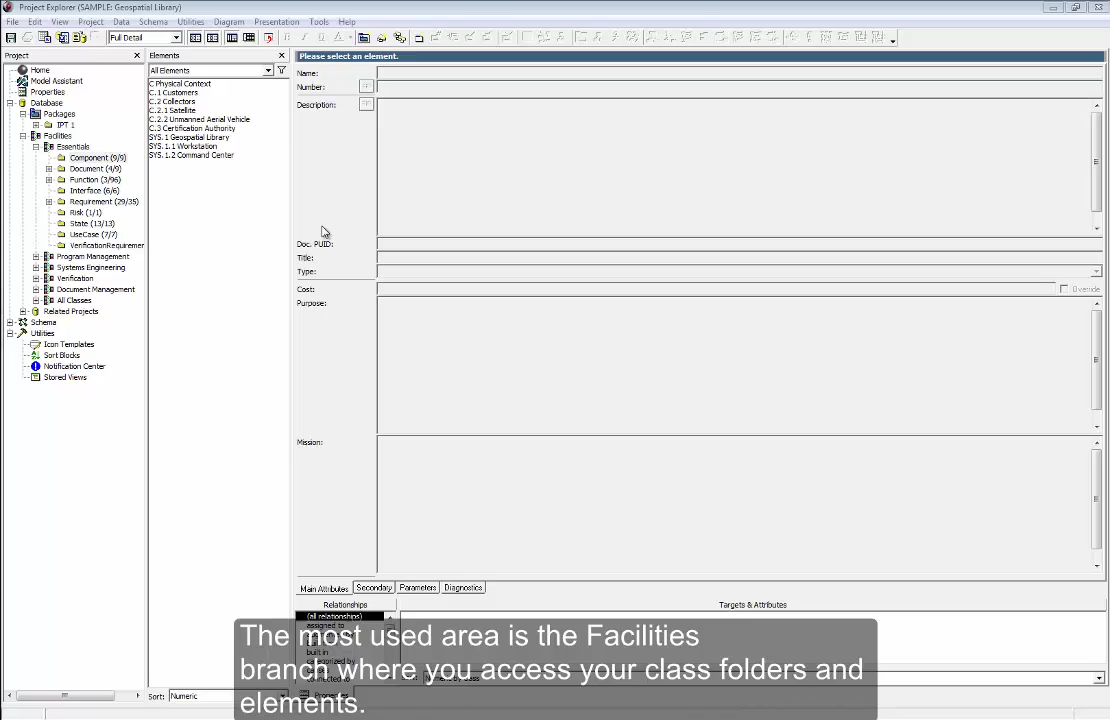 Project Explorer (SAMPLE: Geospatial Library)
File Edit View Project Data Schema Utilities Diagram Presentation Tools Help
Full Detail
Project
Home
Model Assistant
Properties
Database
Packages
IPT 1
Facilities
Essentials
Component (9/9)
Document (4/9)
Function (3/96)
Interface (6/6)
Requirement (29/35)
Risk (1/1)
State (13/13)
UseCase (7/7)
VerificationRequiremer
Program Management
Systems Engineering
Verification
Document Management
All Classes
Related Projects
Schema
Utilities
Icon Templates
Sort Blocks
Notification Center
Stored Views
Elements
All Elements
C Physical Context
C.1 Customers
C.2 Collectors
C.2.1 Satellite
C.2.2 Unmanned Aerial Vehicle
C.3 Certification Authority
SYS.1 Geospatial Library
SYS.1.1 Workstation
SYS.1.2 Command Center
Sort: Numeric
Please select an element.
Name:
Number:
Description:
Doc. PUID:
Title:
Type:
Cost:
Override
Purpose:
Mission:
Main Attributes Secondary Parameters Diagnostics
Relationships
Targets & Attributes
(all relationships)
assigned to
built in
categorized by
connected to
The most used area is the Facilities
branch where you access your class folders and
elements.